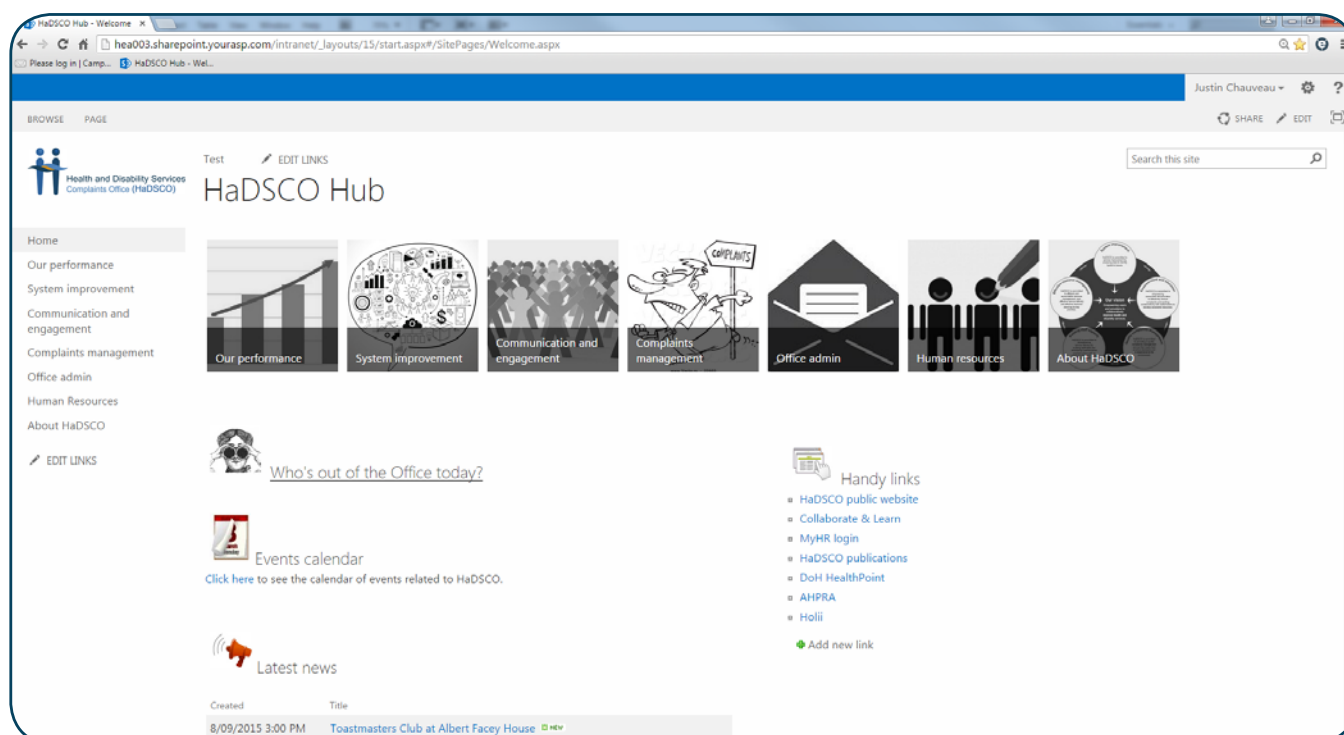 HaDSCO Hub - Welcome
hea003.sharepoint.yourasp.com/intranet/_layouts/15/start.aspx#/SitePages/Welcome.aspx
Please log in | Camp... HaDSCO Hub - Wel...
Justin Chauveau
BROWSE PAGE
SHARE EDIT
Health and Disability Services
Complaints Office (HaDSCO)
Test EDIT LINKS
Search this site
HaDSCO Hub
Home
Our performance
System improvement
Communication and
engagement
Complaints management
Office admin
Human Resources
About HaDSCO
EDIT LINKS
Our performance
System improvement
Communication and
engagement
COMPLAINTS
Complaints
management
Office admin
Human resources
About HaDSCO
Who's out of the Office today?
Events calendar
Click here to see the calendar of events related to HaDSCO.
Latest news
Created Title
8/09/2015 3:00 PM Toastmasters Club at Albert Facey House NEW
Handy links
HaDSCO public website
Collaborate & Learn
MyHR login
HaDSCO publications
DoH HealthPoint
AHPRA
Holii
Add new link